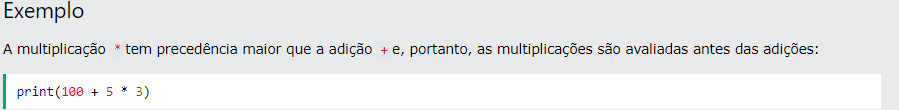 Exemplo
A multiplicação * tem precedência maior que a adição + e, portanto, as multiplicações são avaliadas antes das adições:
print(100 + 5 * 3)